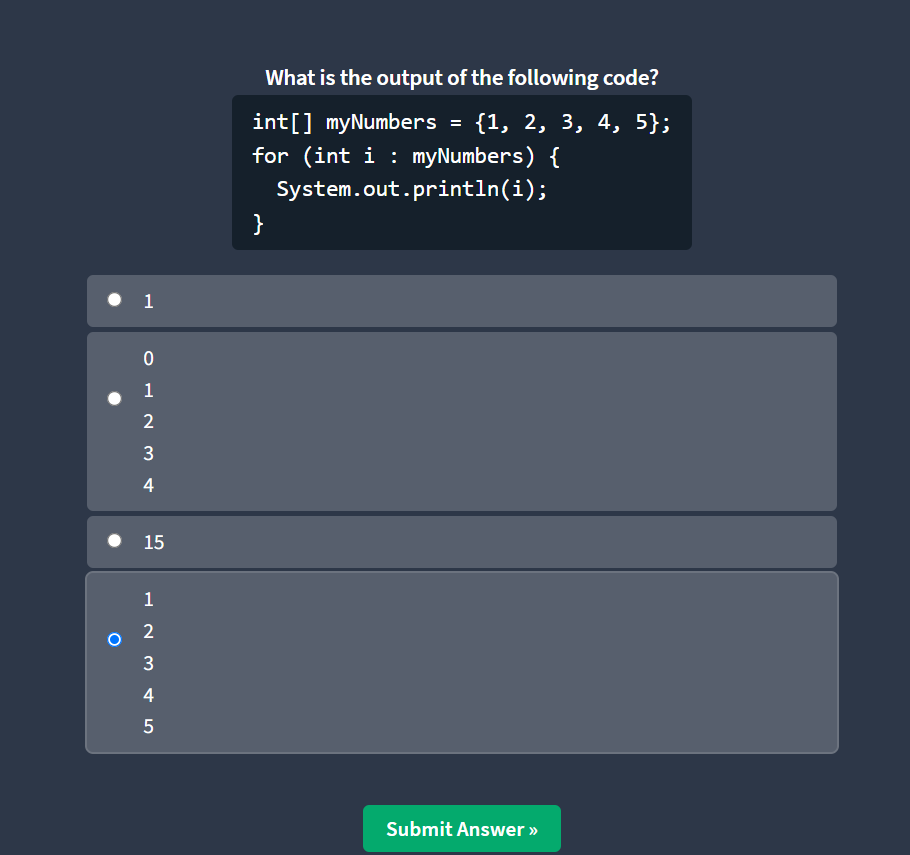 What is the output of the following code?
int[] myNumbers = {1, 2, 3, 4, 5};
for (int i : myNumbers) {
  System.out.println(i);
}
1
0
1
2
3
4
15
1
2
3
4
5
Submit Answer »